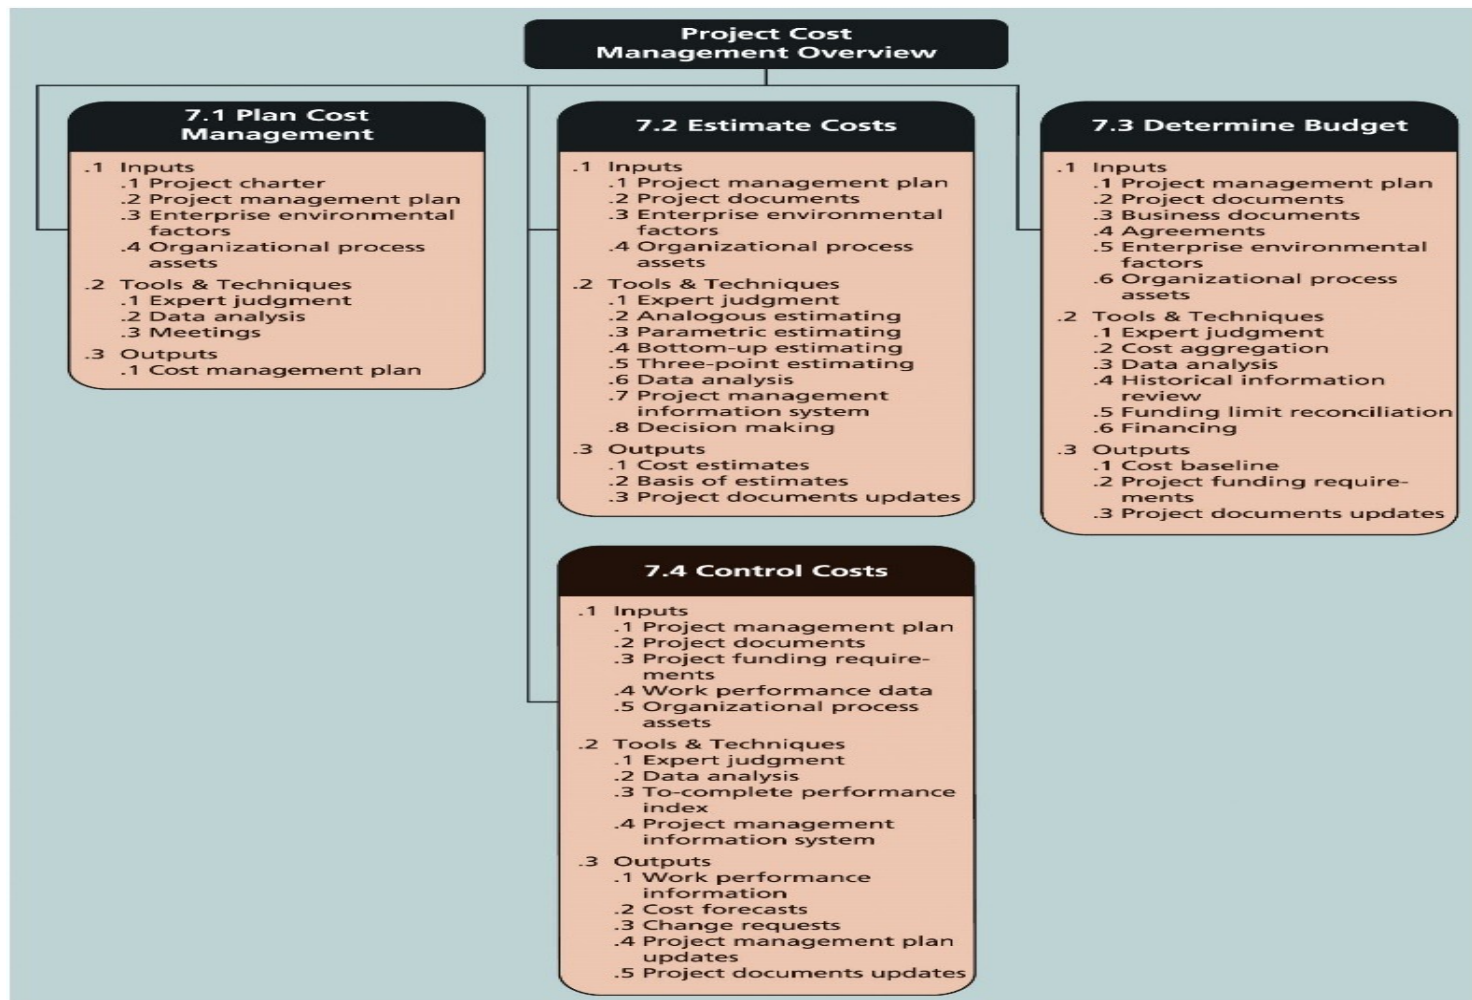 Project Cost
Management Overview
7.1 Plan Cost
Management
.1 Inputs
.1 Project charter
.2 Project management plan
.3 Enterprise environmental
factors
.4 Organizational process
assets
.2 Tools & Techniques
.1 Expert judgment
.2 Data analysis
.3 Meetings
.3 Outputs
.1 Cost management plan
7.2 Estimate Costs
.1 Inputs
.1 Project management plan
.2 Project documents
.3 Enterprise environmental
factors
.4 Organizational process
assets
.2 Tools & Techniques
.1 Expert judgment
.2 Analogous estimating
.3 Parametric estimating
.4 Bottom-up estimating
.5 Three-point estimating
.6 Data analysis
.7 Project management
information system
.8 Decision making
.3 Outputs
.1 Cost estimates
.2 Basis of estimates
.3 Project documents updates
7.3 Determine Budget
.1 Inputs
.1 Project management plan
.2 Project documents
.3 Business documents
.4 Agreements
.5 Enterprise environmental
factors
.6 Organizational process
assets
.2 Tools & Techniques
.1 Expert judgment
.2 Cost aggregation
.3 Data analysis
.4 Historical information
review
.5 Funding limit reconciliation
.6 Financing
.3 Outputs
.1 Cost baseline
.2 Project funding require-
ments
.3 Project documents updates
7.4 Control Costs
.1 Inputs
.1 Project management plan
.2 Project documents
.3 Project funding require-
ments
.4 Work performance data
.5 Organizational process
assets
.2 Tools & Techniques
.1 Expert judgment
.2 Data analysis
.3 To-complete performance
index
.4 Project management
information system
.3 Outputs
.1 Work performance
information
.2 Cost forecasts
.3 Change requests
.4 Project management plan
updates
.5 Project documents updates